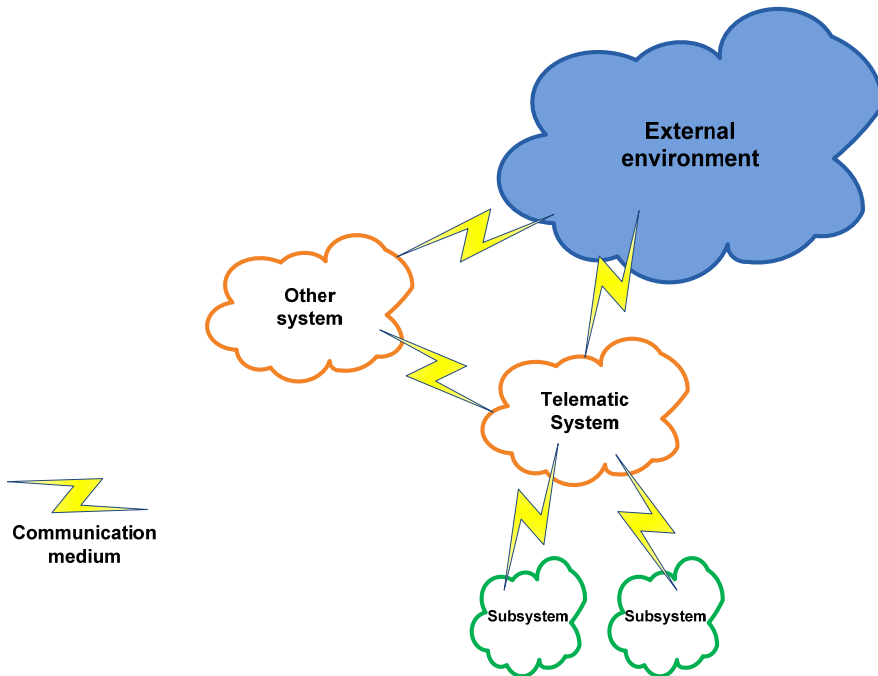 External
environment
Other
system
Telematic
System
Communication
medium
Subsystem
Subsystem